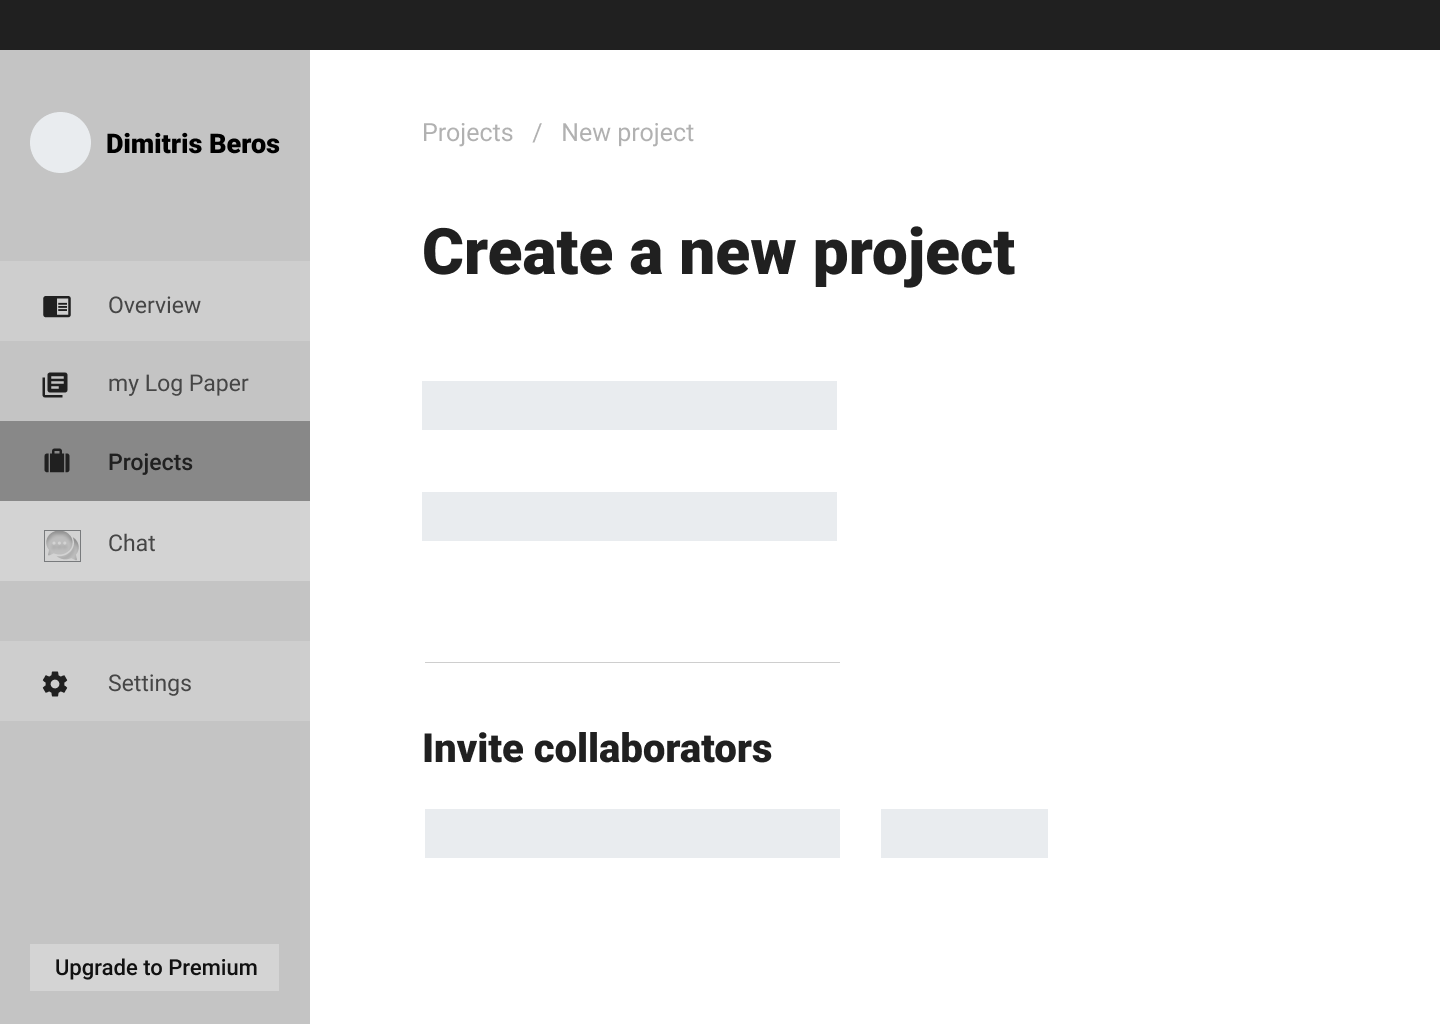 Dimitris Beros
Overview
my Log Paper
Projects
Chat
Settings
Upgrade to Premium
Projects / New project
Create a new project
Invite collaborators